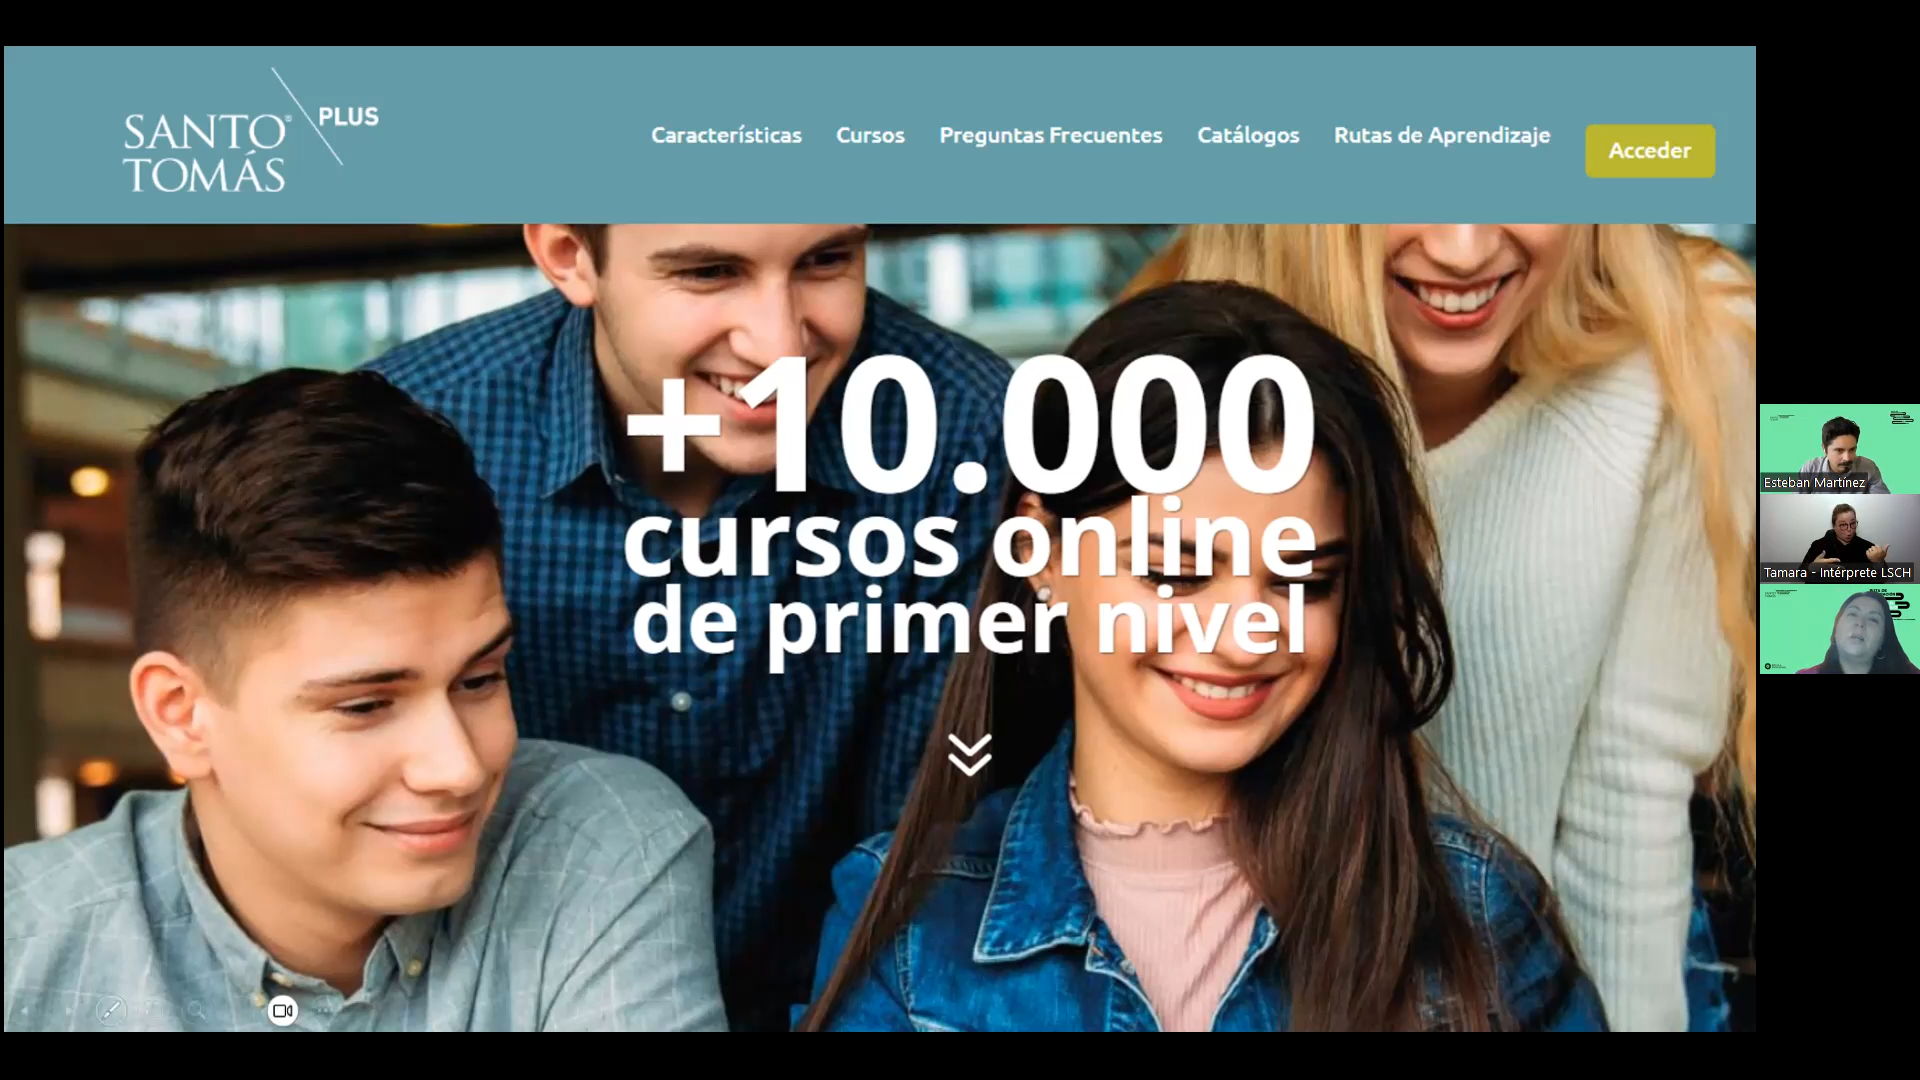 SANTO
TOMÁS®
PLUS
Características
Cursos
Preguntas Frecuentes
Catálogos
Rutas de Aprendizaje
Acceder
+10.000
cursos online
de primer nivel
Esteban Martínez
Tamara - Intérprete LSCH